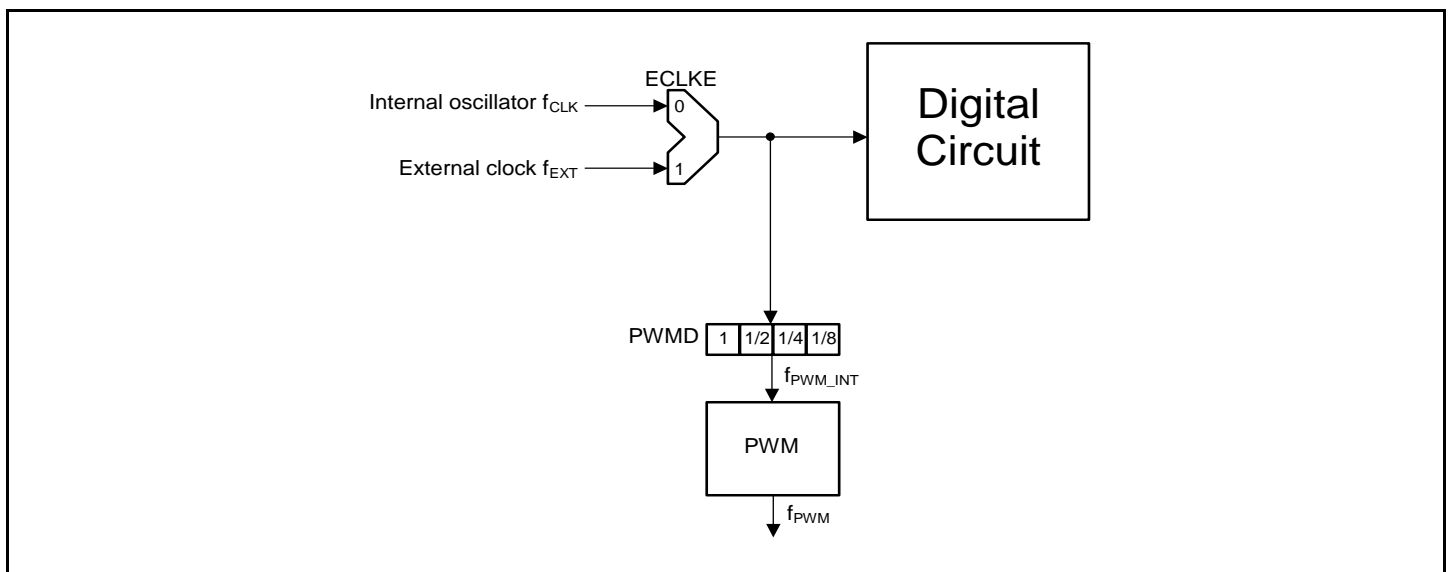 ECLKE
Internal oscillator fCLK
0
External clock fEXT
1
Digital
Circuit
PWMD
1 1/2 1/4 1/8
fPWM_INT
PWM
fPWM